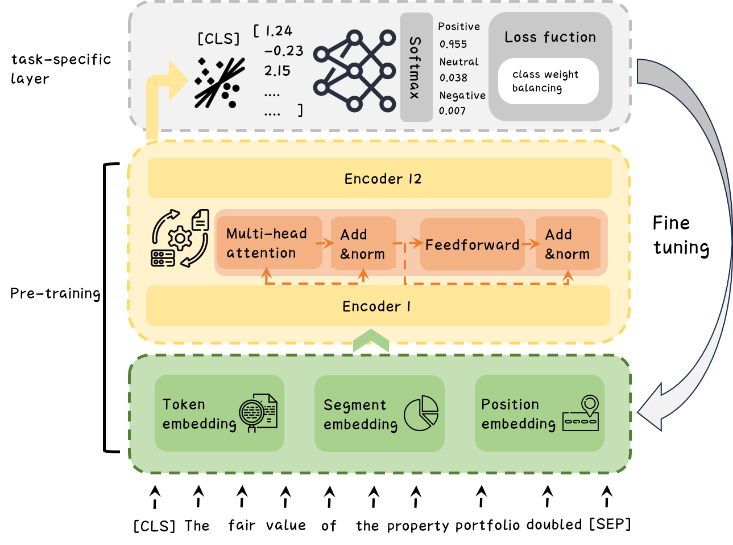 task-specific
layer
[CLS]
[ 1.24
-0.23
2.15
....
.... ]
Softmax
Positive
0.955
Neutral
0.038
Negative
0.007
Loss fuction
class weight
balancing
Encoder 12
Multi-head
attention
Add
&norm
Feedforward
Add
&norm
Encoder 1
Fine
tuning
Pre-training
Token
embedding
Segment
embedding
Position
embedding
[CLS] The fair value of the property portfolio doubled [SEP]